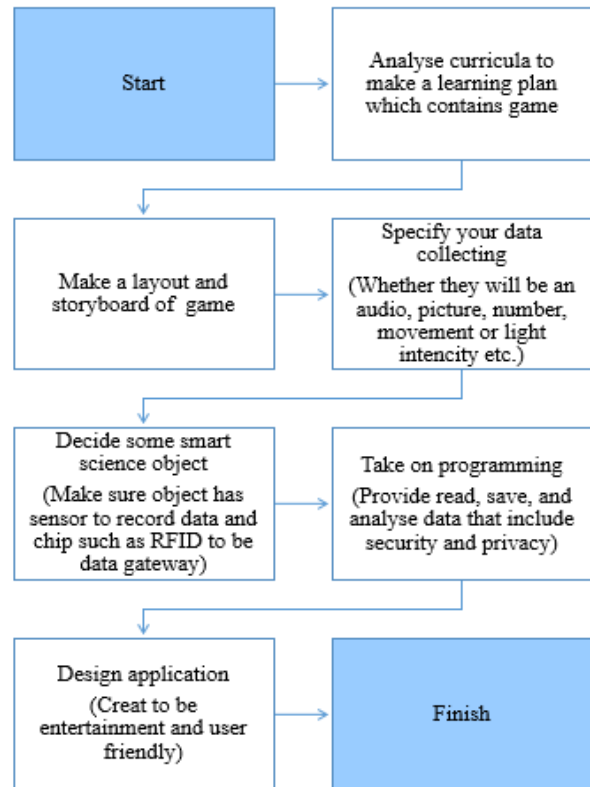 Start
Analyse curricula to
make a learning plan
which contains game
Make a layout and
storyboard of game
Specify your data
collecting
(Whether they will be an
audio, picture, number,
movement or light
intencity etc.)
Decide some smart
science object
(Make sure object has
sensor to record data and
chip such as RFID to be
data gateway)
Take on programming
(Provide read, save, and
analyse data that include
security and privacy)
Design application
(Creat to be
entertainment and user
friendly)
Finish